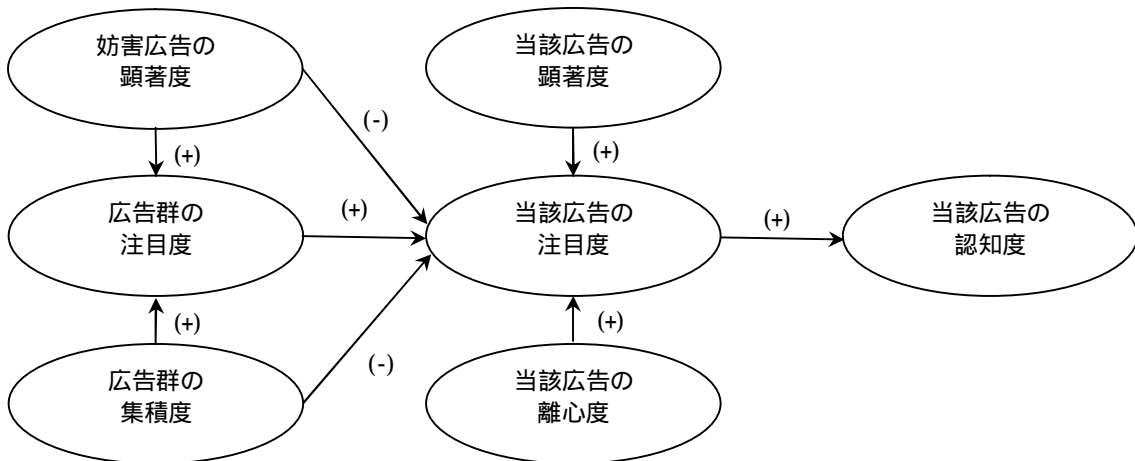 妨害広告の
顕著度
当該広告の
顕著度
(-)
(+)
(+)
広告群の
注目度
(+)
当該広告の
注目度
(+)
当該広告の
認知度
(+)
(+)
広告群の
集積度
(-)
当該広告の
離心度